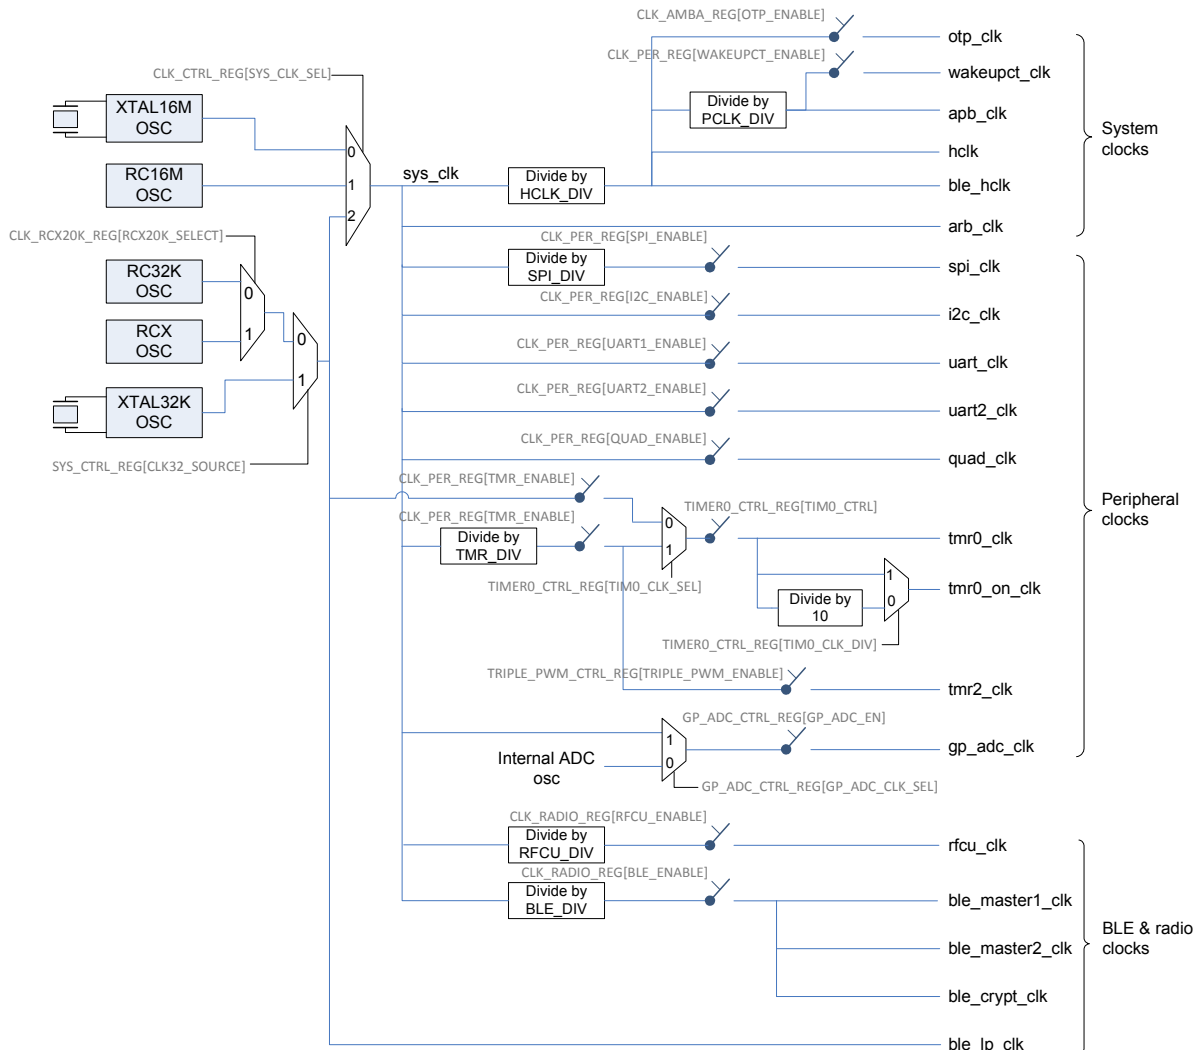 CLK_AMBA_REG[OTP_ENABLE]
otp_clk
CLK_PER_REG[WAKEUPCT_ENABLE]
wakeupct_clk
CLK_CTRL_REG[SYS_CLK_SEL]
XTAL16M
OSC
Divide by
PCLK_DIV
apb_clk
System
clocks
0
hclk
RC16M
OSC
1
sys_clk
Divide by
HCLK_DIV
ble_hclk
2
arb_clk
CLK_RCX20K_REG[RCX20K_SELECT]
CLK_PER_REG[SPI_ENABLE]
RC32K
OSC
Divide by
SPI_DIV
spi_clk
0
CLK_PER_REG[I2C_ENABLE]
i2c_clk
RCX
OSC
1
0
CLK_PER_REG[UART1_ENABLE]
uart_clk
1
XTAL32K
OSC
CLK_PER_REG[UART2_ENABLE]
uart2_clk
CLK_PER_REG[QUAD_ENABLE]
quad_clk
SYS_CTRL_REG[CLK32_SOURCE]
CLK_PER_REG[TMR_ENABLE]
TIMER0_CTRL_REG[TIM0_CTRL]
Peripheral
clocks
CLK_PER_REG[TMR_ENABLE]
0
Divide by
TMR_DIV
1
tmr0_clk
TIMER0_CTRL_REG[TIM0_CLK_SEL]
1
tmr0_on_clk
Divide by
10
0
TIMER0_CTRL_REG[TIM0_CLK_DIV]
TRIPLE_PWM_CTRL_REG[TRIPLE_PWM_ENABLE]
tmr2_clk
GP_ADC_CTRL_REG[GP_ADC_EN]
1
gp_adc_clk
Internal ADC
osc
0
GP_ADC_CTRL_REG[GP_ADC_CLK_SEL]
CLK_RADIO_REG[RFCU_ENABLE]
Divide by
RFCU_DIV
rfcu_clk
CLK_RADIO_REG[BLE_ENABLE]
Divide by
BLE_DIV
ble_master1_clk
BLE & radio
clocks
ble_master2_clk
ble_crypt_clk
ble_lp_clk